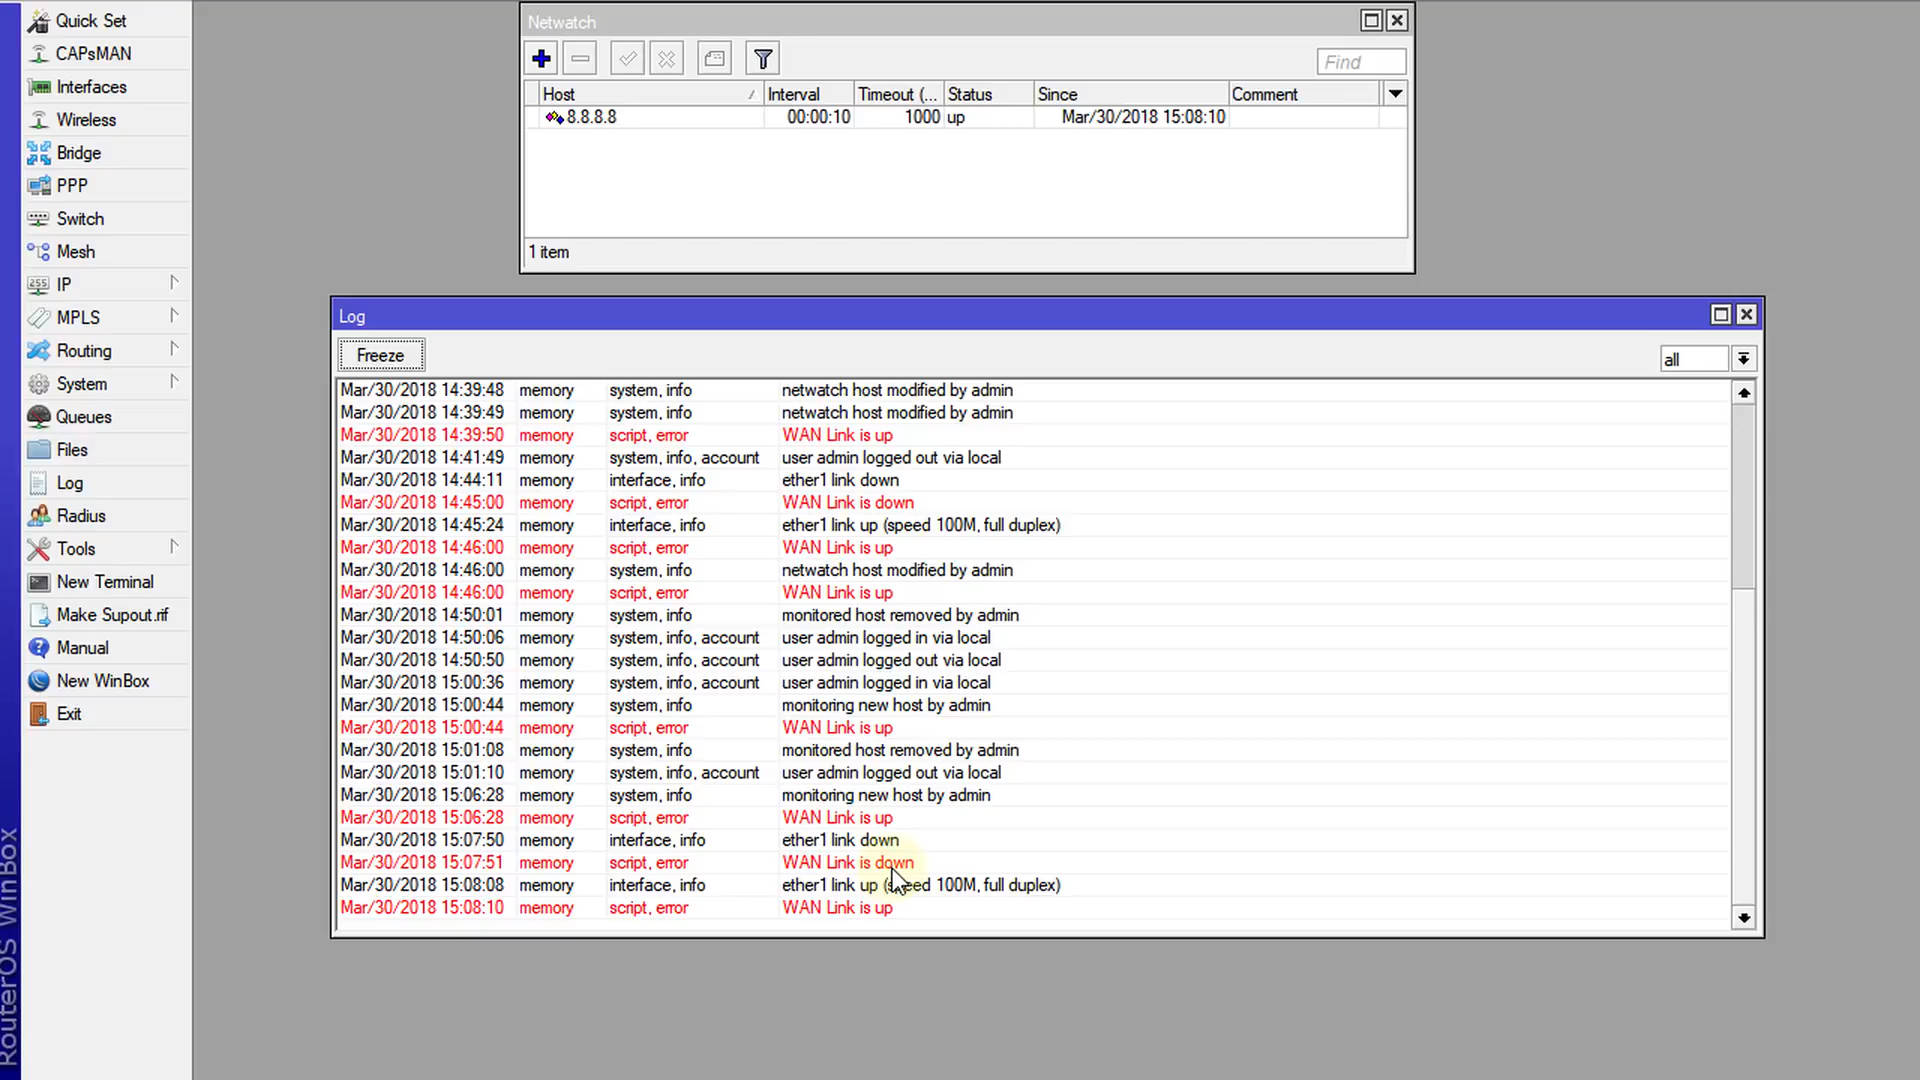 Quick Set
CAPsMAN
Interfaces
Wireless
Bridge
PPP
Switch
Mesh
IP
MPLS
Routing
System
Queues
Files
Log
Radius
Tools
New Terminal
Make Supout.rif
Manual
New WinBox
Exit
RouterOS WinBox
Netwatch
Find
Host Interval Timeout (... Status Since Comment
8.8.8.8 00:00:10 1000 up Mar/30/2018 15:08:10
1 item
Log
Freeze
all
Mar/30/2018 14:39:48 memory system, info netwatch host modified by admin
Mar/30/2018 14:39:49 memory system, info netwatch host modified by admin
Mar/30/2018 14:39:50 memory script, error WAN Link is up
Mar/30/2018 14:41:49 memory system, info, account user admin logged out via local
Mar/30/2018 14:44:11 memory interface, info ether1 link down
Mar/30/2018 14:45:00 memory script, error WAN Link is down
Mar/30/2018 14:45:24 memory interface, info ether1 link up (speed 100M, full duplex)
Mar/30/2018 14:46:00 memory script, error WAN Link is up
Mar/30/2018 14:46:00 memory system, info netwatch host modified by admin
Mar/30/2018 14:46:00 memory script, error WAN Link is up
Mar/30/2018 14:50:01 memory system, info monitored host removed by admin
Mar/30/2018 14:50:06 memory system, info, account user admin logged in via local
Mar/30/2018 14:50:50 memory system, info, account user admin logged out via local
Mar/30/2018 15:00:36 memory system, info, account user admin logged in via local
Mar/30/2018 15:00:44 memory system, info monitoring new host by admin
Mar/30/2018 15:00:44 memory script, error WAN Link is up
Mar/30/2018 15:01:08 memory system, info monitored host removed by admin
Mar/30/2018 15:01:10 memory system, info, account user admin logged out via local
Mar/30/2018 15:06:28 memory system, info monitoring new host by admin
Mar/30/2018 15:06:28 memory script, error WAN Link is up
Mar/30/2018 15:07:50 memory interface, info ether1 link down
Mar/30/2018 15:07:51 memory script, error WAN Link is down
Mar/30/2018 15:08:08 memory interface, info ether1 link up (speed 100M, full duplex)
Mar/30/2018 15:08:10 memory script, error WAN Link is up